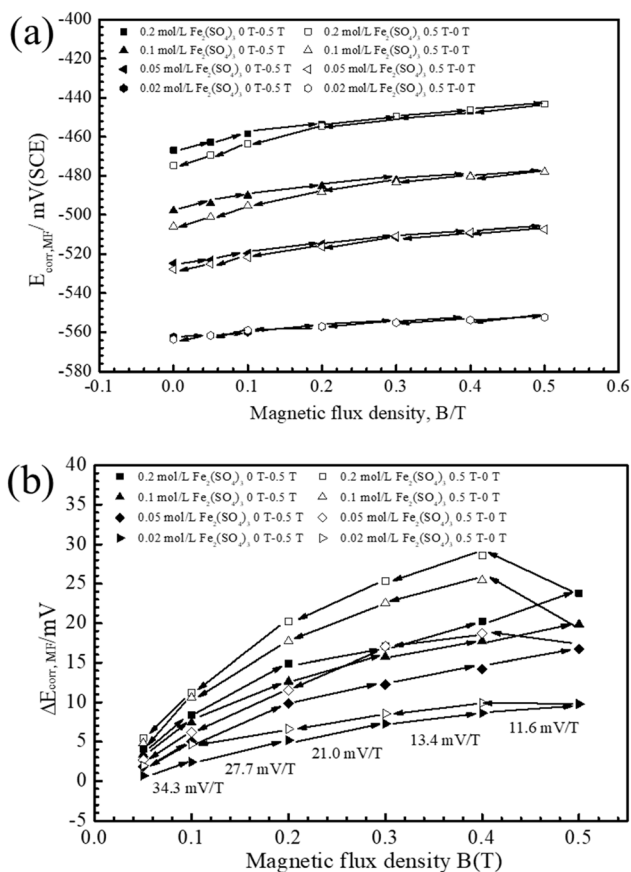 (a)
-400
-420
-440
-460
-480
-500
-520
-540
-560
-580
E_corr,MF/ mV(SCE)
0.2 mol/L Fe₂(SO₄)₃ 0 T-0.5 T
0.2 mol/L Fe₂(SO₄)₃ 0.5 T-0 T
0.1 mol/L Fe₂(SO₄)₃ 0 T-0.5 T
0.1 mol/L Fe₂(SO₄)₃ 0.5 T-0 T
0.05 mol/L Fe₂(SO₄)₃ 0 T-0.5 T
0.05 mol/L Fe₂(SO₄)₃ 0.5 T-0 T
0.02 mol/L Fe₂(SO₄)₃ 0 T-0.5 T
0.02 mol/L Fe₂(SO₄)₃ 0.5 T-0 T
-0.1 0.0 0.1 0.2 0.3 0.4 0.5 0.6
Magnetic flux density, B/T
(b)
40
35
30
25
20
15
10
5
0
-5
ΔE_corr, MF/mV
0.2 mol/L Fe₂(SO₄)₃ 0 T-0.5 T
0.2 mol/L Fe₂(SO₄)₃ 0.5 T-0 T
0.1 mol/L Fe₂(SO₄)₃ 0 T-0.5 T
0.1 mol/L Fe₂(SO₄)₃ 0.5 T-0 T
0.05 mol/L Fe₂(SO₄)₃ 0 T-0.5 T
0.05 mol/L Fe₂(SO₄)₃ 0.5 T-0 T
0.02 mol/L Fe₂(SO₄)₃ 0 T-0.5 T
0.02 mol/L Fe₂(SO₄)₃ 0.5 T-0 T
34.3 mV/T
27.7 mV/T
21.0 mV/T
13.4 mV/T
11.6 mV/T
0.0 0.1 0.2 0.3 0.4 0.5
Magnetic flux density B(T)